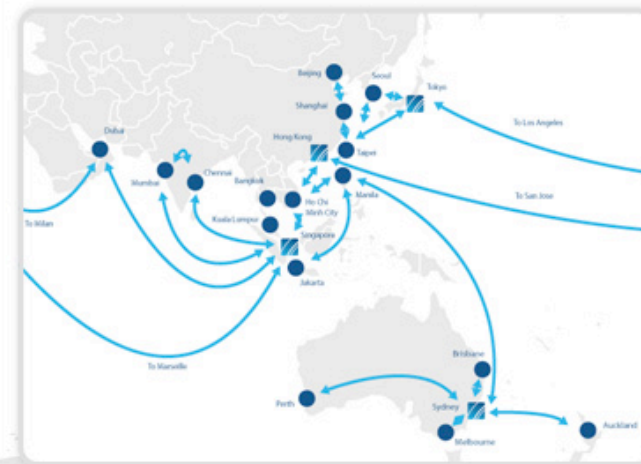 Beijing
Seoul
Tokyo
Shanghai
To Los Angeles
Dubai
Hong Kong
Taipei
Mumbai
Chennai
Bangkok
Ho Chi
Minh City
Manila
To San Jose
Kuala Lumpur
To Milan
Singapore
Jakarta
To Marseille
Brisbane
Perth
Sydney
Auckland
Melbourne